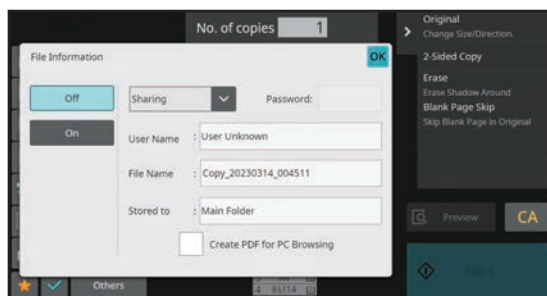 No. of copies 1
File Information
OK
Off
On
Sharing
Password:
User Name : User Unknown
File Name : Copy_20230314_004511
Stored to : Main Folder
Create PDF for PC Browsing
Others
Original
Change Size/Direction.
2-Sided Copy
Erase
Erase Shadow Around
Blank Page Skip
Skip Blank Page in Original
Preview
CA
Start